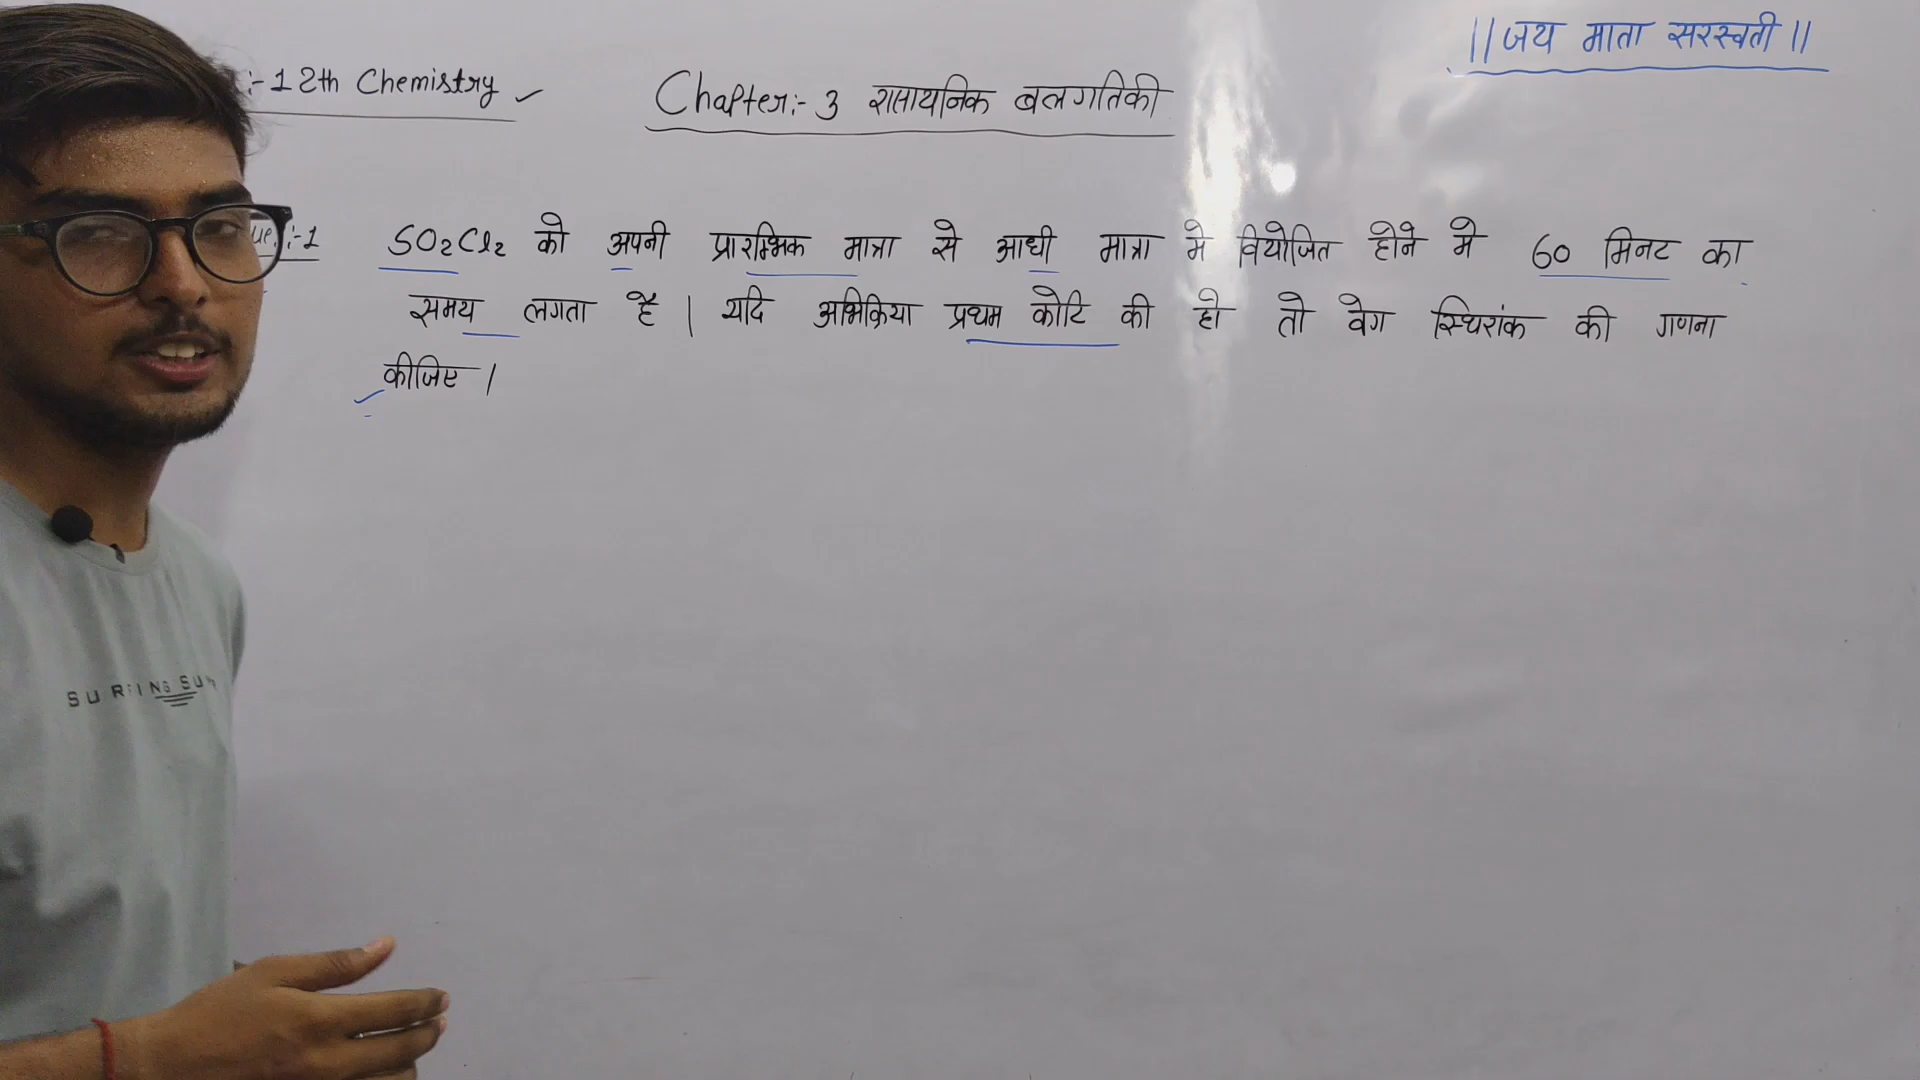 || जय माता सरस्वती ||
:-12th Chemistry
Chapter:- 3 रासायनिक बलगतिकी
:-1 SO₂Cl₂ को अपनी प्रारम्भिक मात्रा से आधी मात्रा मे वियोजित होने मे 60 मिनट का
समय लगता है | यदि अभिक्रिया प्रथम कोटि की हो तो वेग स्थिरांक की गणना
कीजिए |